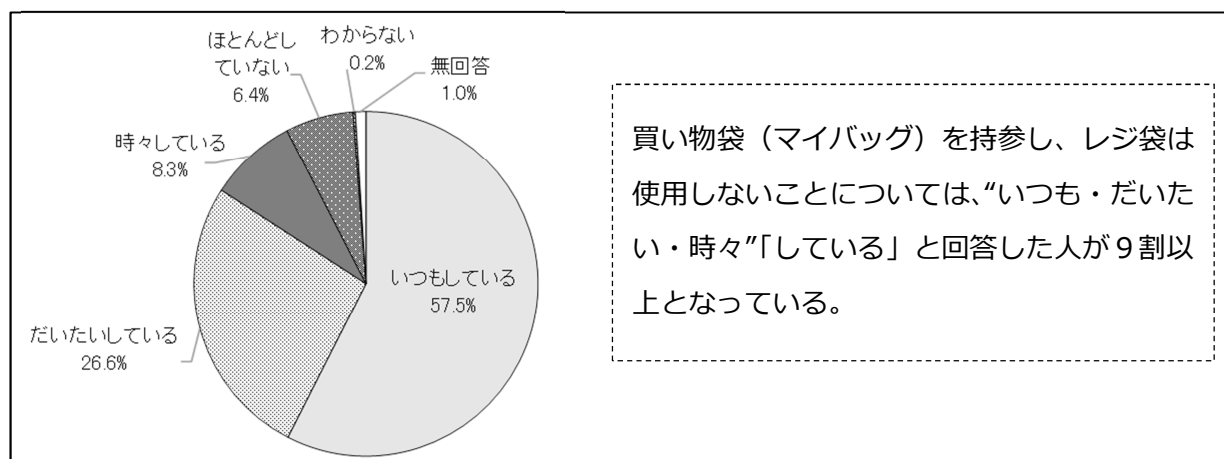 ほとんどし
ていない
6.4%
わからない
0.2%
無回答
1.0%
時々している
8.3%
いつもしている
57.5%
だいたいしている
26.6%
買い物袋（マイバッグ）を持参し、レジ袋は
使用しないことについては、“いつも・だいた
い・時々”「している」と回答した人が９割以
上となっている。